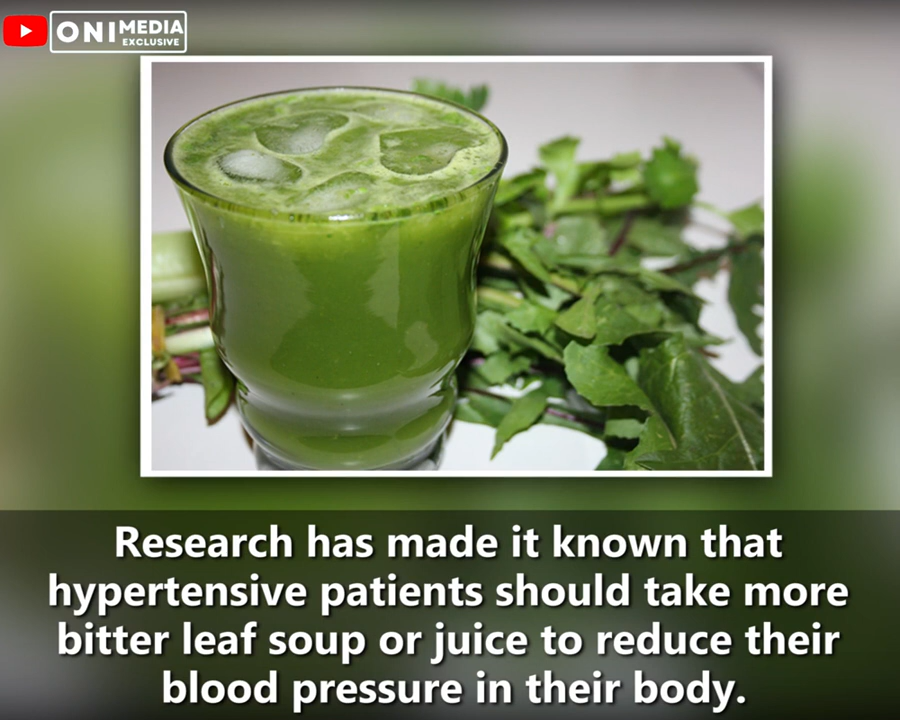 ONI MEDIA
EXCLUSIVE
Research has made it known that
hypertensive patients should take more
bitter leaf soup or juice to reduce their
blood pressure in their body.